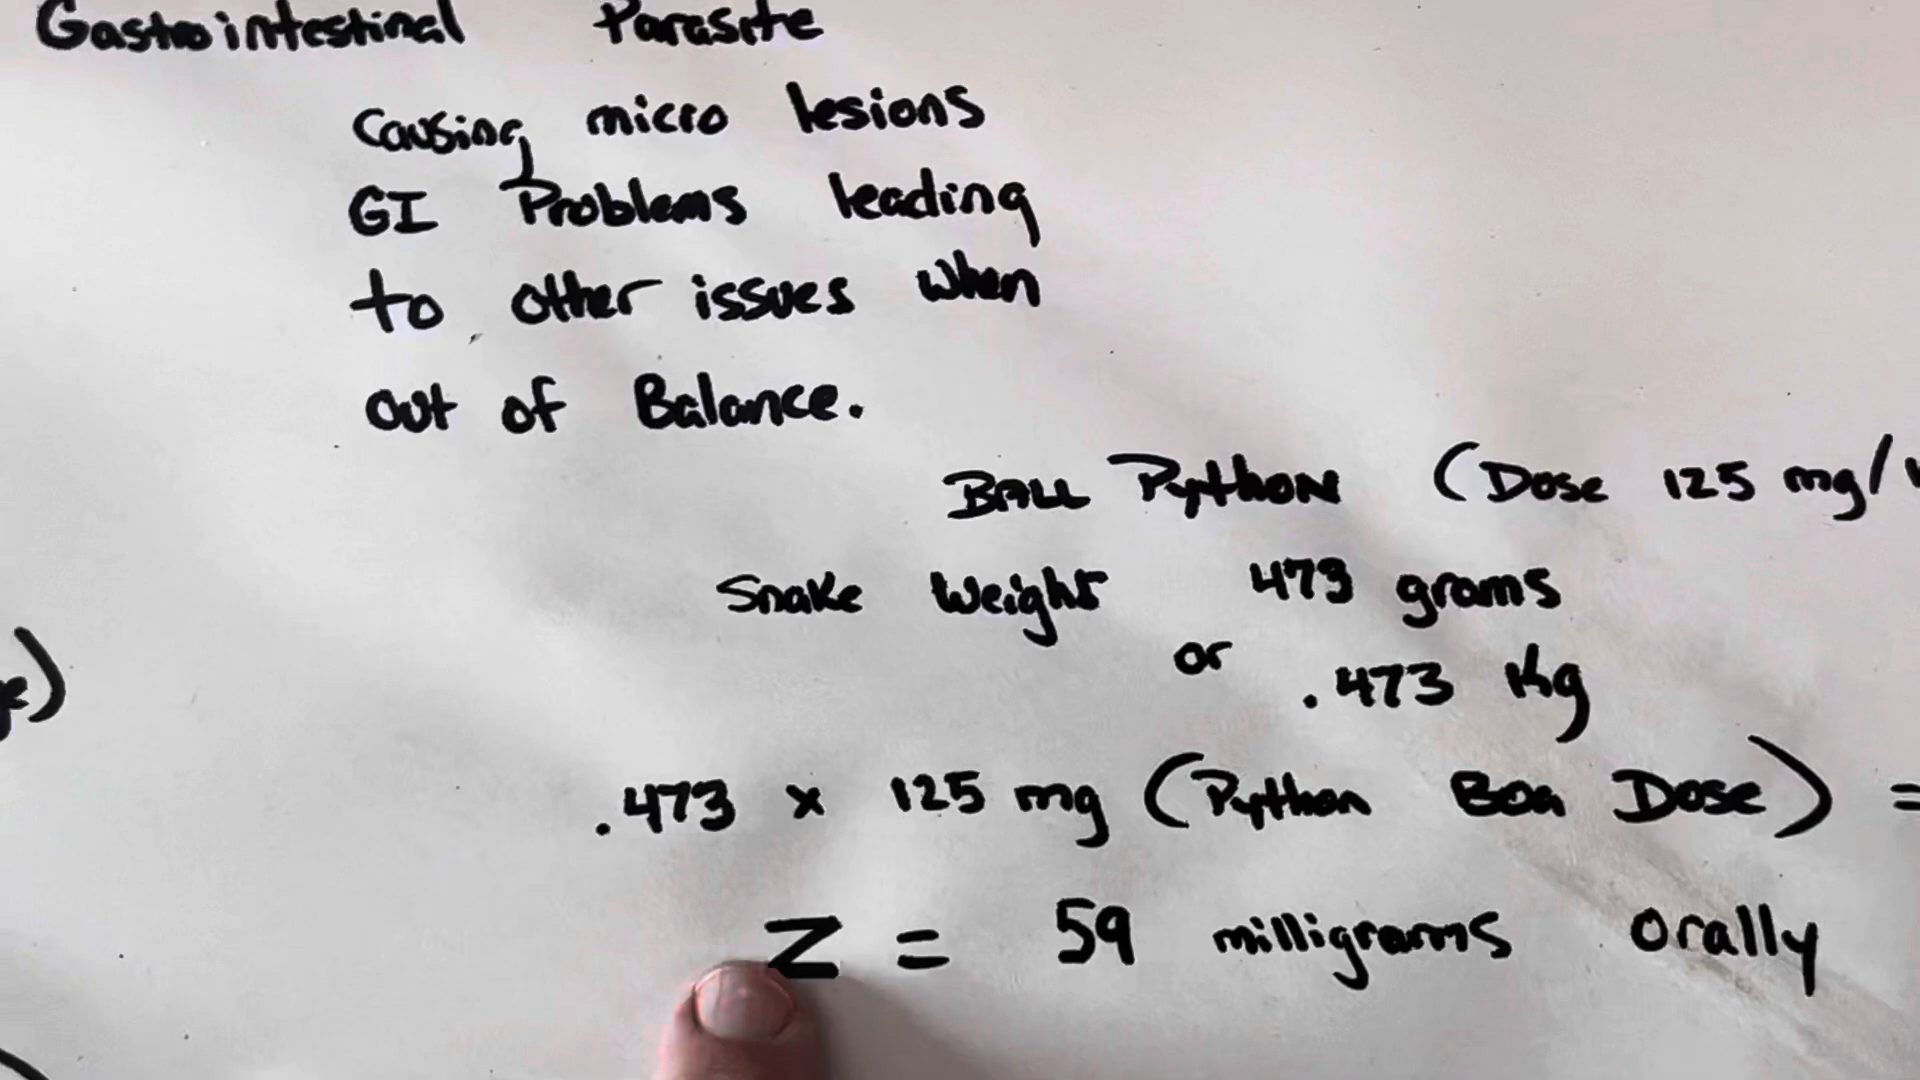 Gastrointestinal Parasite
Causing micro lesions
GI Problems leading
to other issues when
out of Balance.
Ball Python (Dose 125 mg/
Snake Weight 473 grams
or .473 Kg
.473 x 125 mg (Python Boa Dose) =
Z = 59 milligrams orally